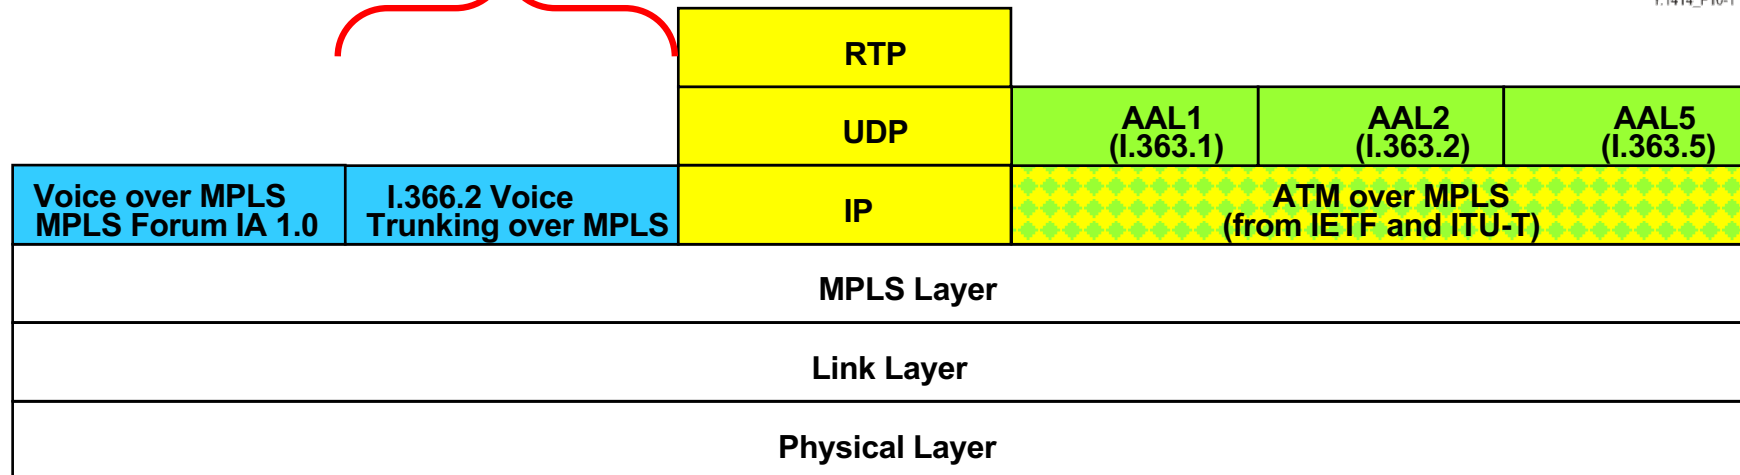 RTP
UDP
AAL1
(I.363.1)
AAL2
(I.363.2)
AAL5
(I.363.5)
Voice over MPLS
MPLS Forum IA 1.0
I.366.2 Voice
Trunking over MPLS
IP
ATM over MPLS
(from IETF and ITU-T)
MPLS Layer
Link Layer
Physical Layer